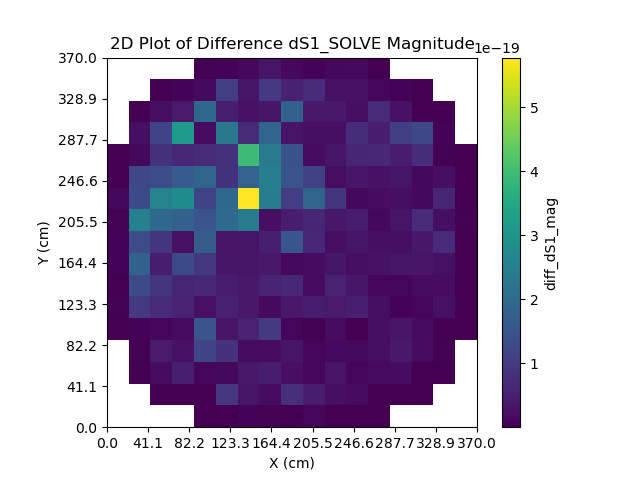 2D Plot of Difference dS1_SOLVE Magnitude
1e−19
370.0
328.9
287.7
246.6
205.5
164.4
123.3
82.2
41.1
0.0
Y (cm)
0.0 41.1 82.2 123.3 164.4 205.5 246.6 287.7 328.9 370.0
X (cm)
5
4
3
2
1
diff_dS1_mag